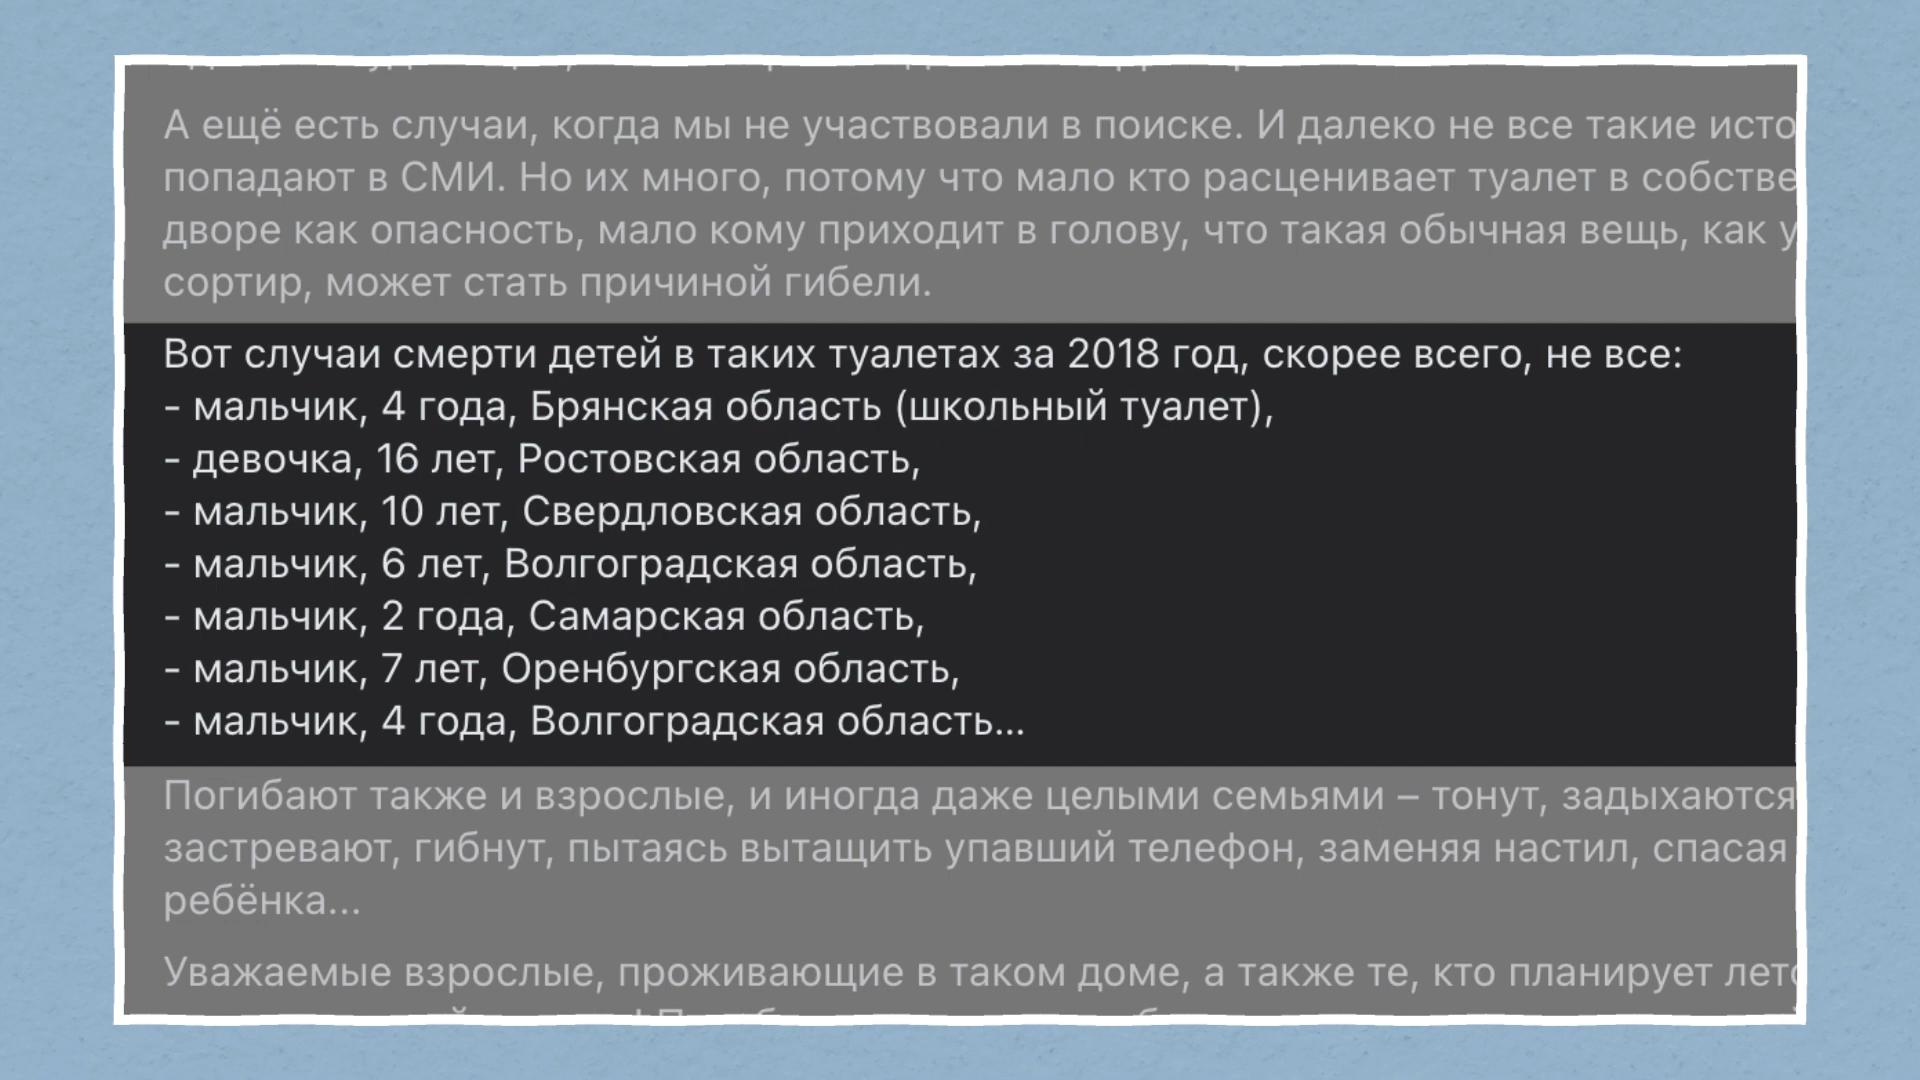 А ещё есть случаи, когда мы не участвовали в поиске. И далеко не все такие
попадают в СМИ. Но их много, потому что мало кто расценивает туалет в
дворе как опасность, мало кому приходит в голову, что такая обычная вещь, как
сортир, может стать причиной гибели.
Вот случаи смерти детей в таких туалетах за 2018 год, скорее всего, не все:
- мальчик, 4 года, Брянская область (школьный туалет),
- девочка, 16 лет, Ростовская область,
- мальчик, 10 лет, Свердловская область,
- мальчик, 6 лет, Волгоградская область,
- мальчик, 2 года, Самарская область,
- мальчик, 7 лет, Оренбургская область,
- мальчик, 4 года, Волгоградская область...
Погибают также и взрослые, и иногда даже целыми семьями – тонут, задыхаются
застревают, гибнут, пытаясь вытащить упавший телефон, заменяя настил, спасая
ребёнка...
Уважаемые взрослые, проживающие в таком доме, а также те, кто планирует